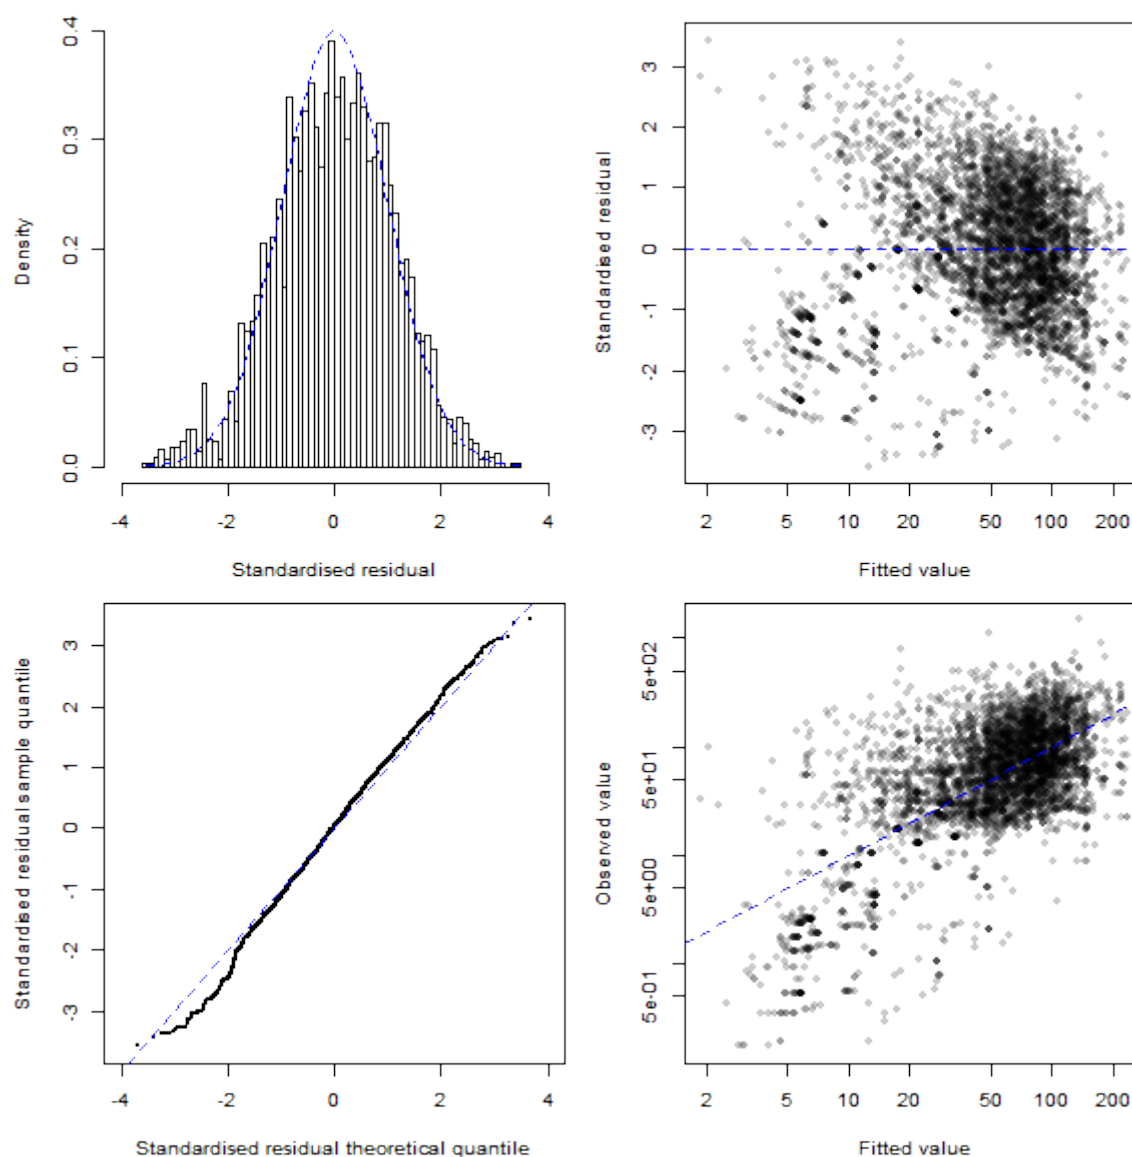 Density
0.0 0.1 0.2 0.3 0.4
-4 -2 0 2 4
Standardised residual
Standardised residual
-3 -2 -1 0 1 2 3
2 5 10 20 50 100 200
Fitted value
Standardised residual sample quantile
-3 -2 -1 0 1 2 3
-4 -2 0 2 4
Standardised residual theoretical quantile
Observed value
5e-01 5e+00 5e+01 5e+02
2 5 10 20 50 100 200
Fitted value